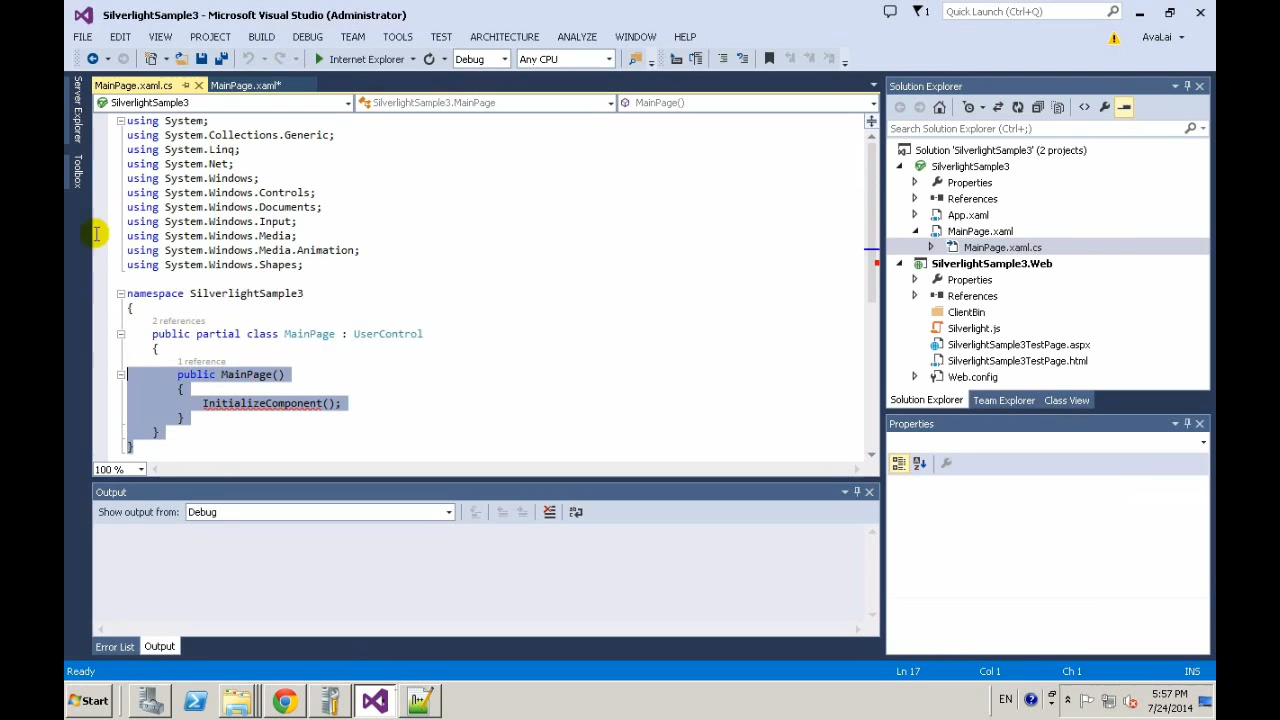 SilverlightSample3 - Microsoft Visual Studio (Administrator)
1
Quick Launch (Ctrl+Q)
FILE EDIT VIEW PROJECT BUILD DEBUG TEAM TOOLS TEST ARCHITECTURE ANALYZE WINDOW HELP
AvaLai
Internet Explorer
Debug
Any CPU
Server Explorer
Toolbox
MainPage.xaml.cs
MainPage.xaml*
SilverlightSample3
SilverlightSample3.MainPage
MainPage()
using System;
using System.Collections.Generic;
using System.Linq;
using System.Net;
using System.Windows;
using System.Windows.Controls;
using System.Windows.Documents;
using System.Windows.Input;
using System.Windows.Media;
using System.Windows.Media.Animation;
using System.Windows.Shapes;
namespace SilverlightSample3
{
2 references
public partial class MainPage : UserControl
{
1 reference
public MainPage()
{
InitializeComponent();
}
}
}
100 %
Output
Show output from: Debug
Error List
Output
Solution Explorer
Search Solution Explorer (Ctrl+;)
Solution 'SilverlightSample3' (2 projects)
SilverlightSample3
Properties
References
App.xaml
MainPage.xaml
MainPage.xaml.cs
SilverlightSample3.Web
Properties
References
ClientBin
Silverlight.js
SilverlightSample3TestPage.aspx
SilverlightSample3TestPage.html
Web.config
Solution Explorer
Team Explorer
Class View
Properties
Ready
Ln 17
Col 1
Ch 1
INS
Start
EN
5:57 PM
7/24/2014